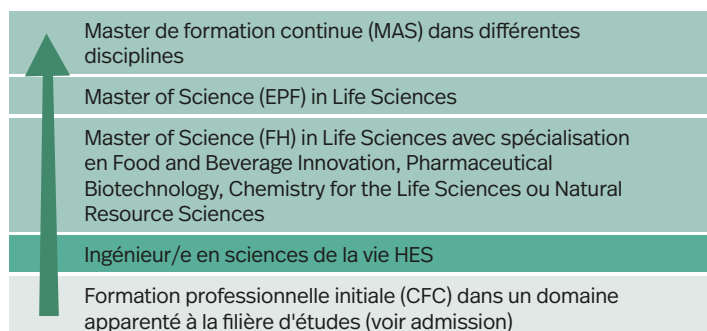 Master de formation continue (MAS) dans différentes
disciplines
Master of Science (EPF) in Life Sciences
Master of Science (FH) in Life Sciences avec spécialisation
en Food and Beverage Innovation, Pharmaceutical
Biotechnology, Chemistry for the Life Sciences ou Natural
Resource Sciences
Ingénieur/e en sciences de la vie HES
Formation professionnelle initiale (CFC) dans un domaine
apparenté à la filière d'études (voir admission)